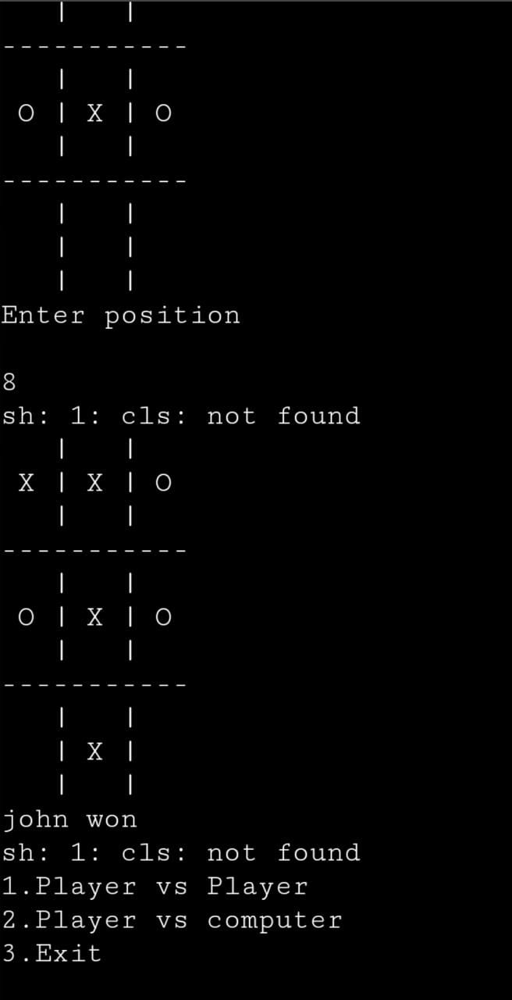 |   |
-----------
   |   |
 O | X | O
   |   |
-----------
   |   |
   |   |
   |   |
Enter position

8
sh: 1: cls: not found
   |   |
 X | X | O
   |   |
-----------
   |   |
 O | X | O
   |   |
-----------
   |   |
   | X |
   |   |
john won
sh: 1: cls: not found
1.Player vs Player
2.Player vs computer
3.Exit